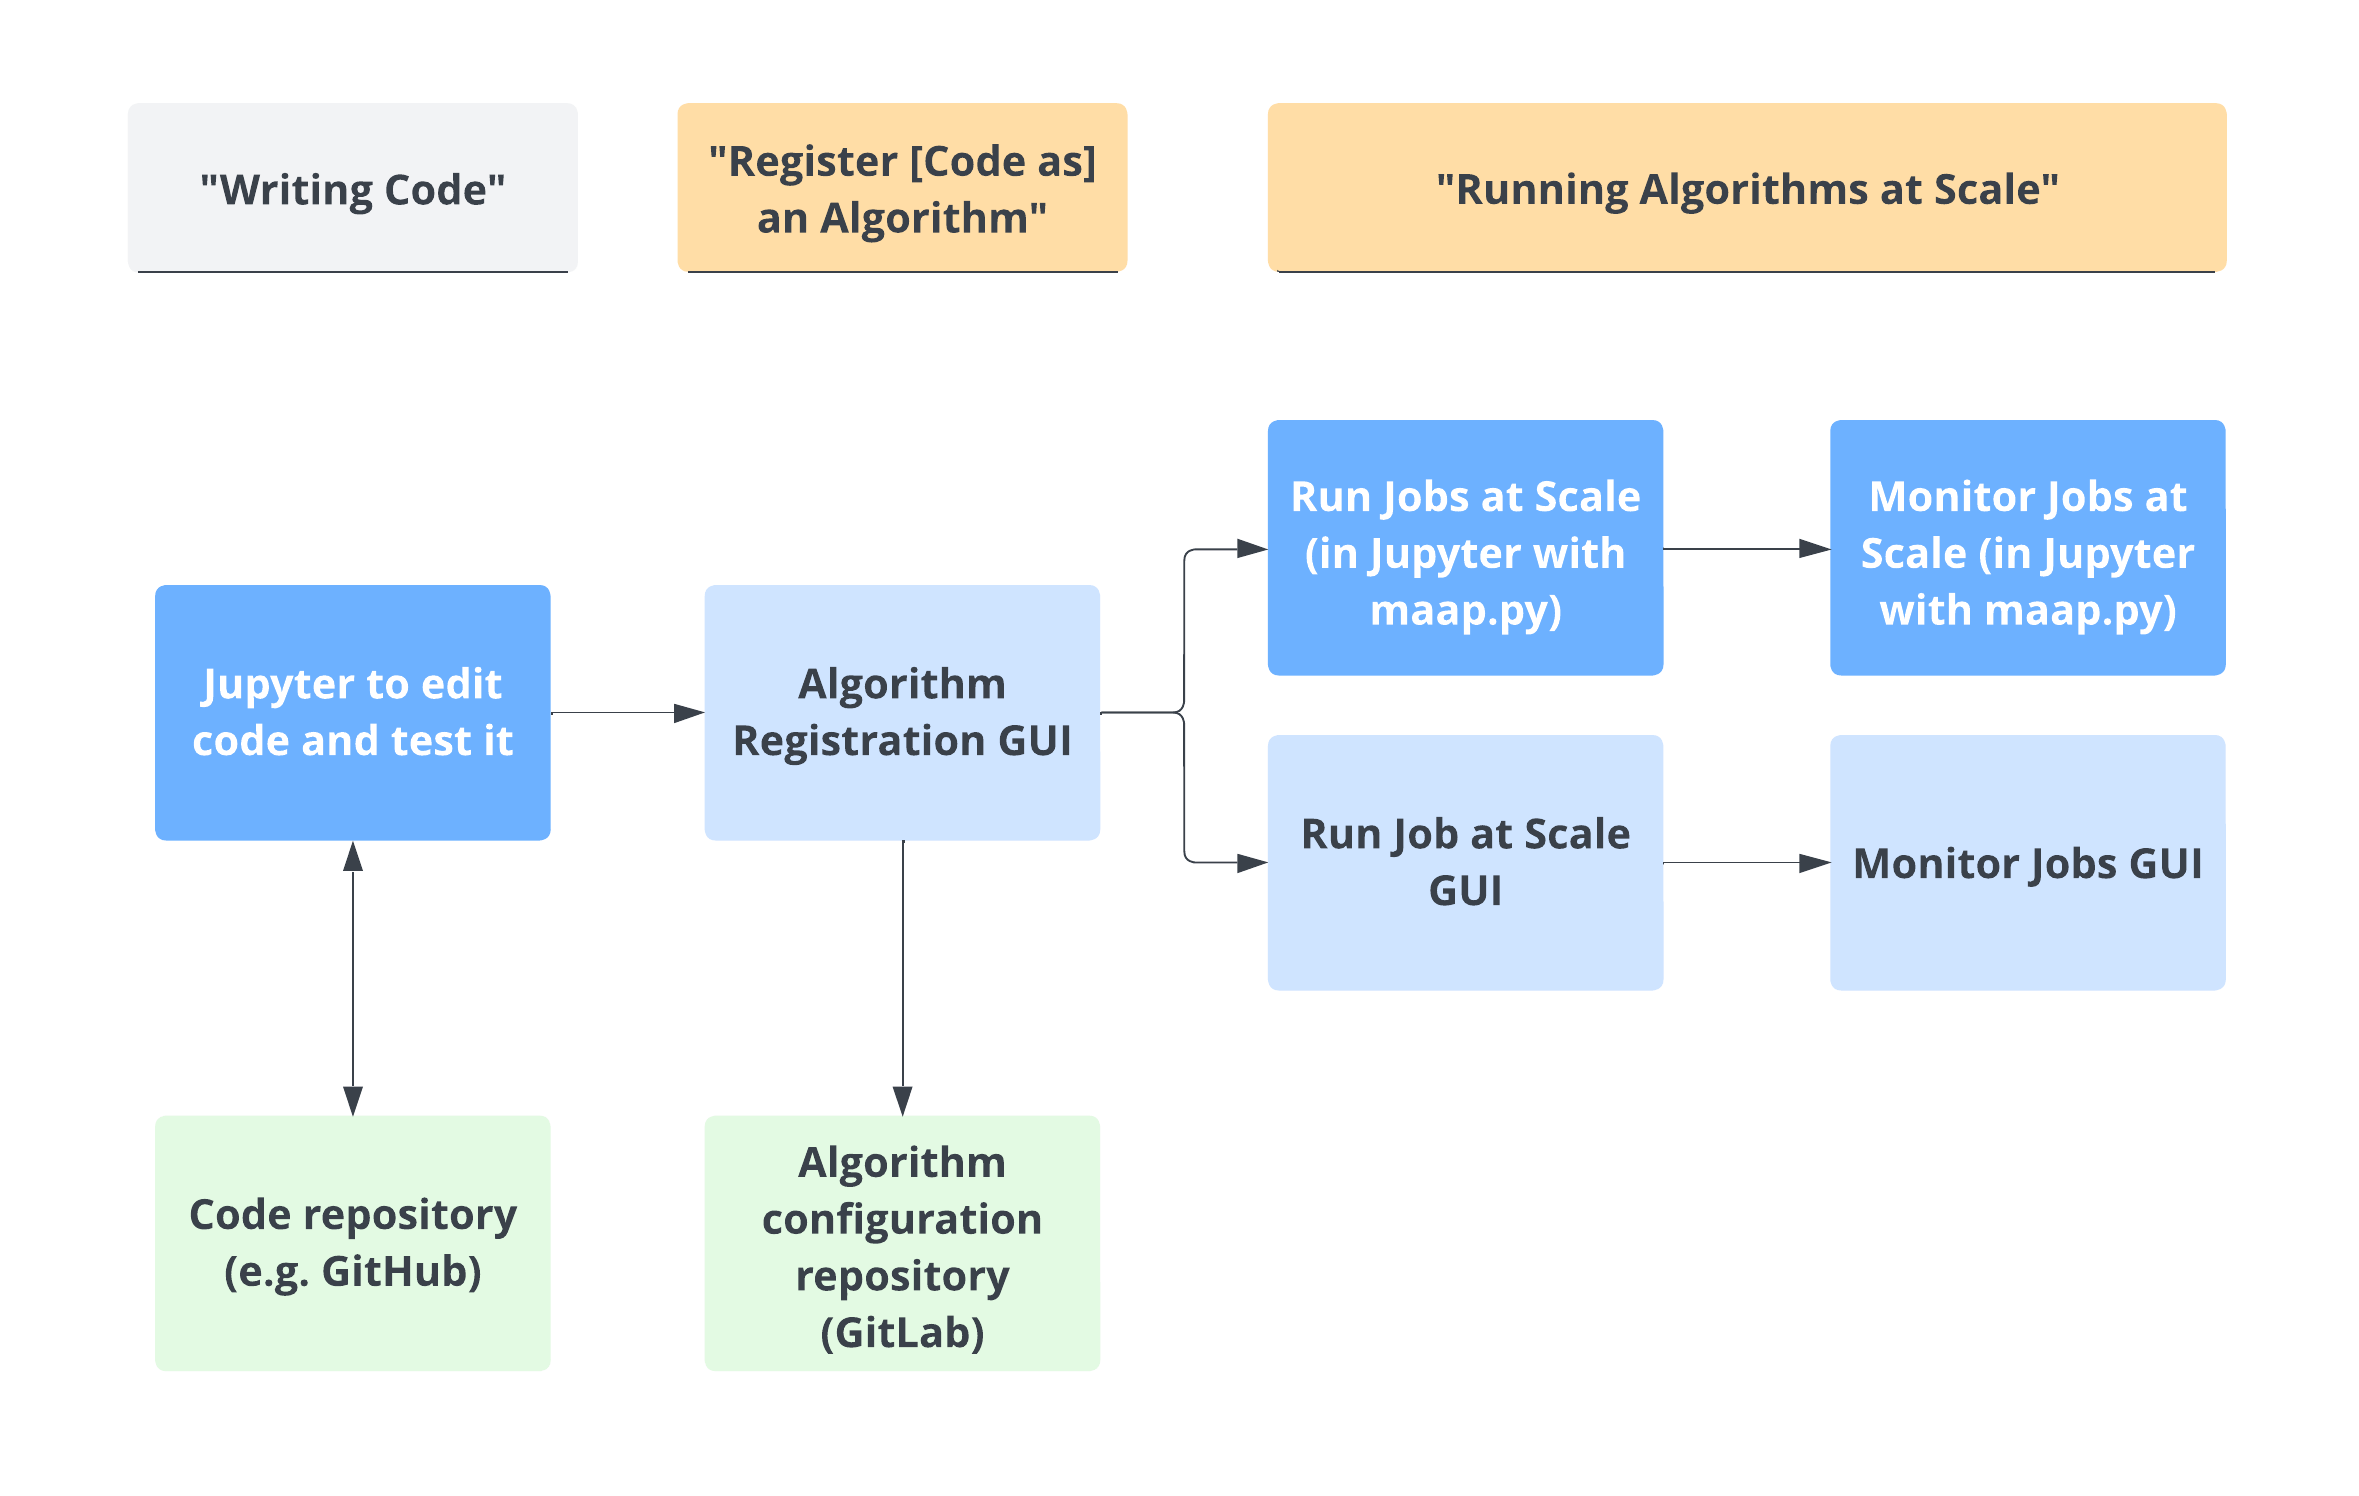 "Writing Code"
"Register [Code as]
an Algorithm"
"Running Algorithms at Scale"
Jupyter to edit
code and test it
Algorithm
Registration GUI
Run Jobs at Scale
(in Jupyter with
maap.py)
Monitor Jobs at
Scale (in Jupyter
with maap.py)
Run Job at Scale
GUI
Monitor Jobs GUI
Code repository
(e.g. GitHub)
Algorithm
configuration
repository
(GitLab)